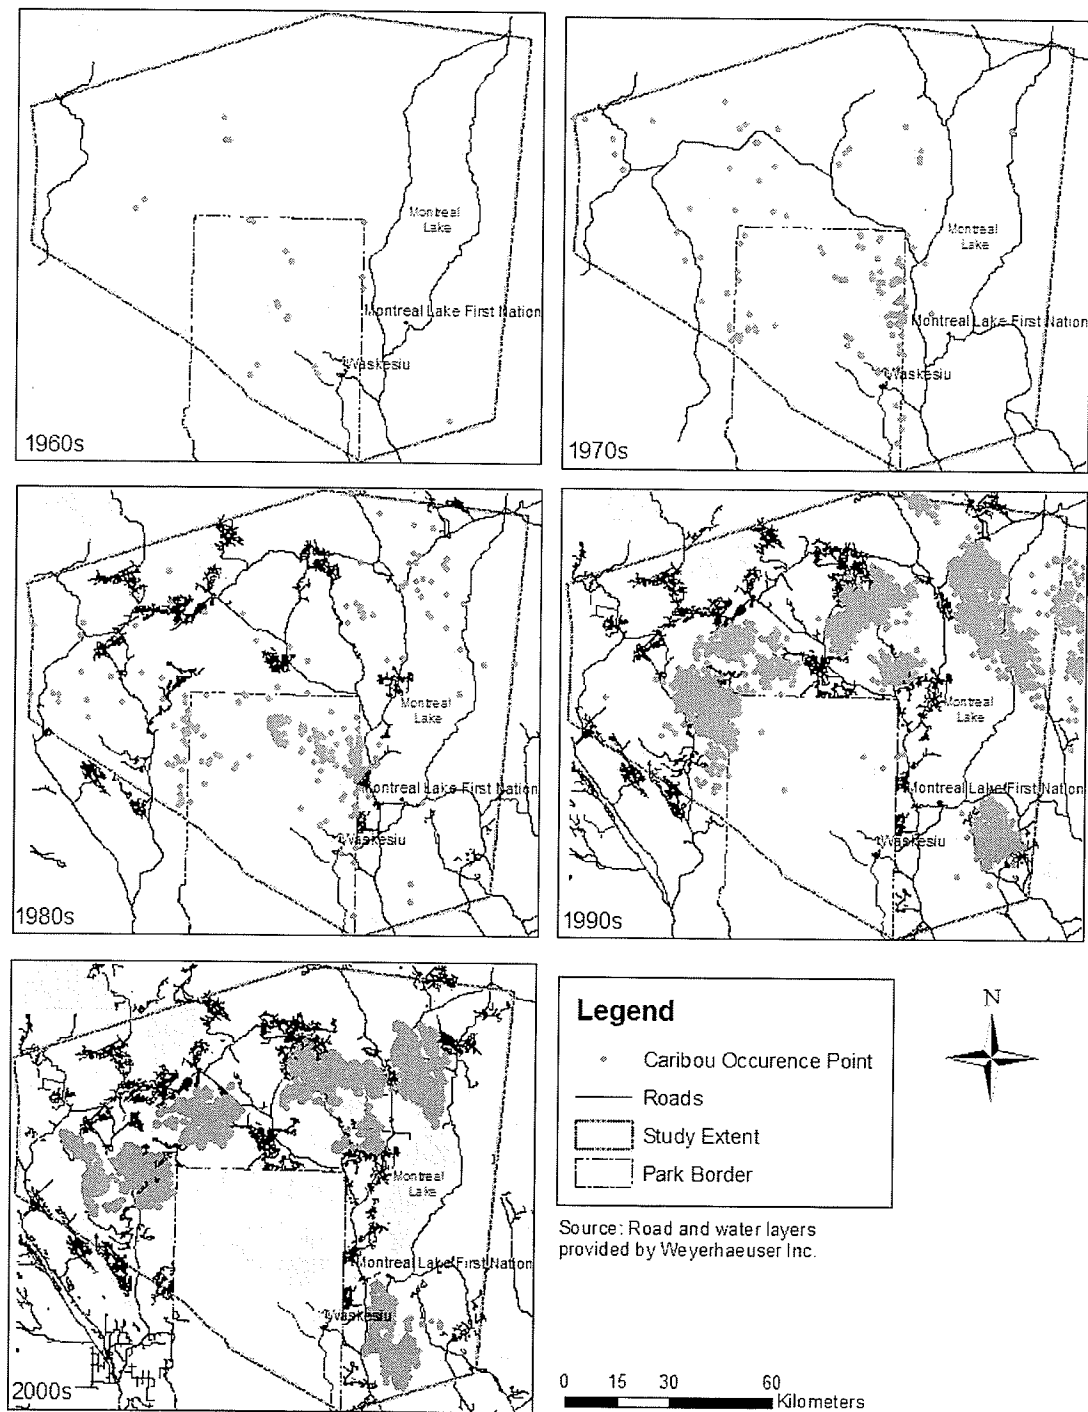 Montreal
Lake
Montreal Lake First Nation
Waskesiu
1960s
Montreal
Lake
Montreal Lake First Nation
Waskesiu
1970s
Montreal
Lake
Montreal Lake First Nation
Waskesiu
1980s
Montreal
Lake
Montreal Lake First Nation
Waskesiu
1990s
Montreal
Lake
Montreal Lake First Nation
Waskesiu
2000s
Legend
Caribou Occurence Point
Roads
Study Extent
Park Border
Source: Road and water layers
provided by Weyerhaeuser Inc.
N
0 15 30 60
Kilometers